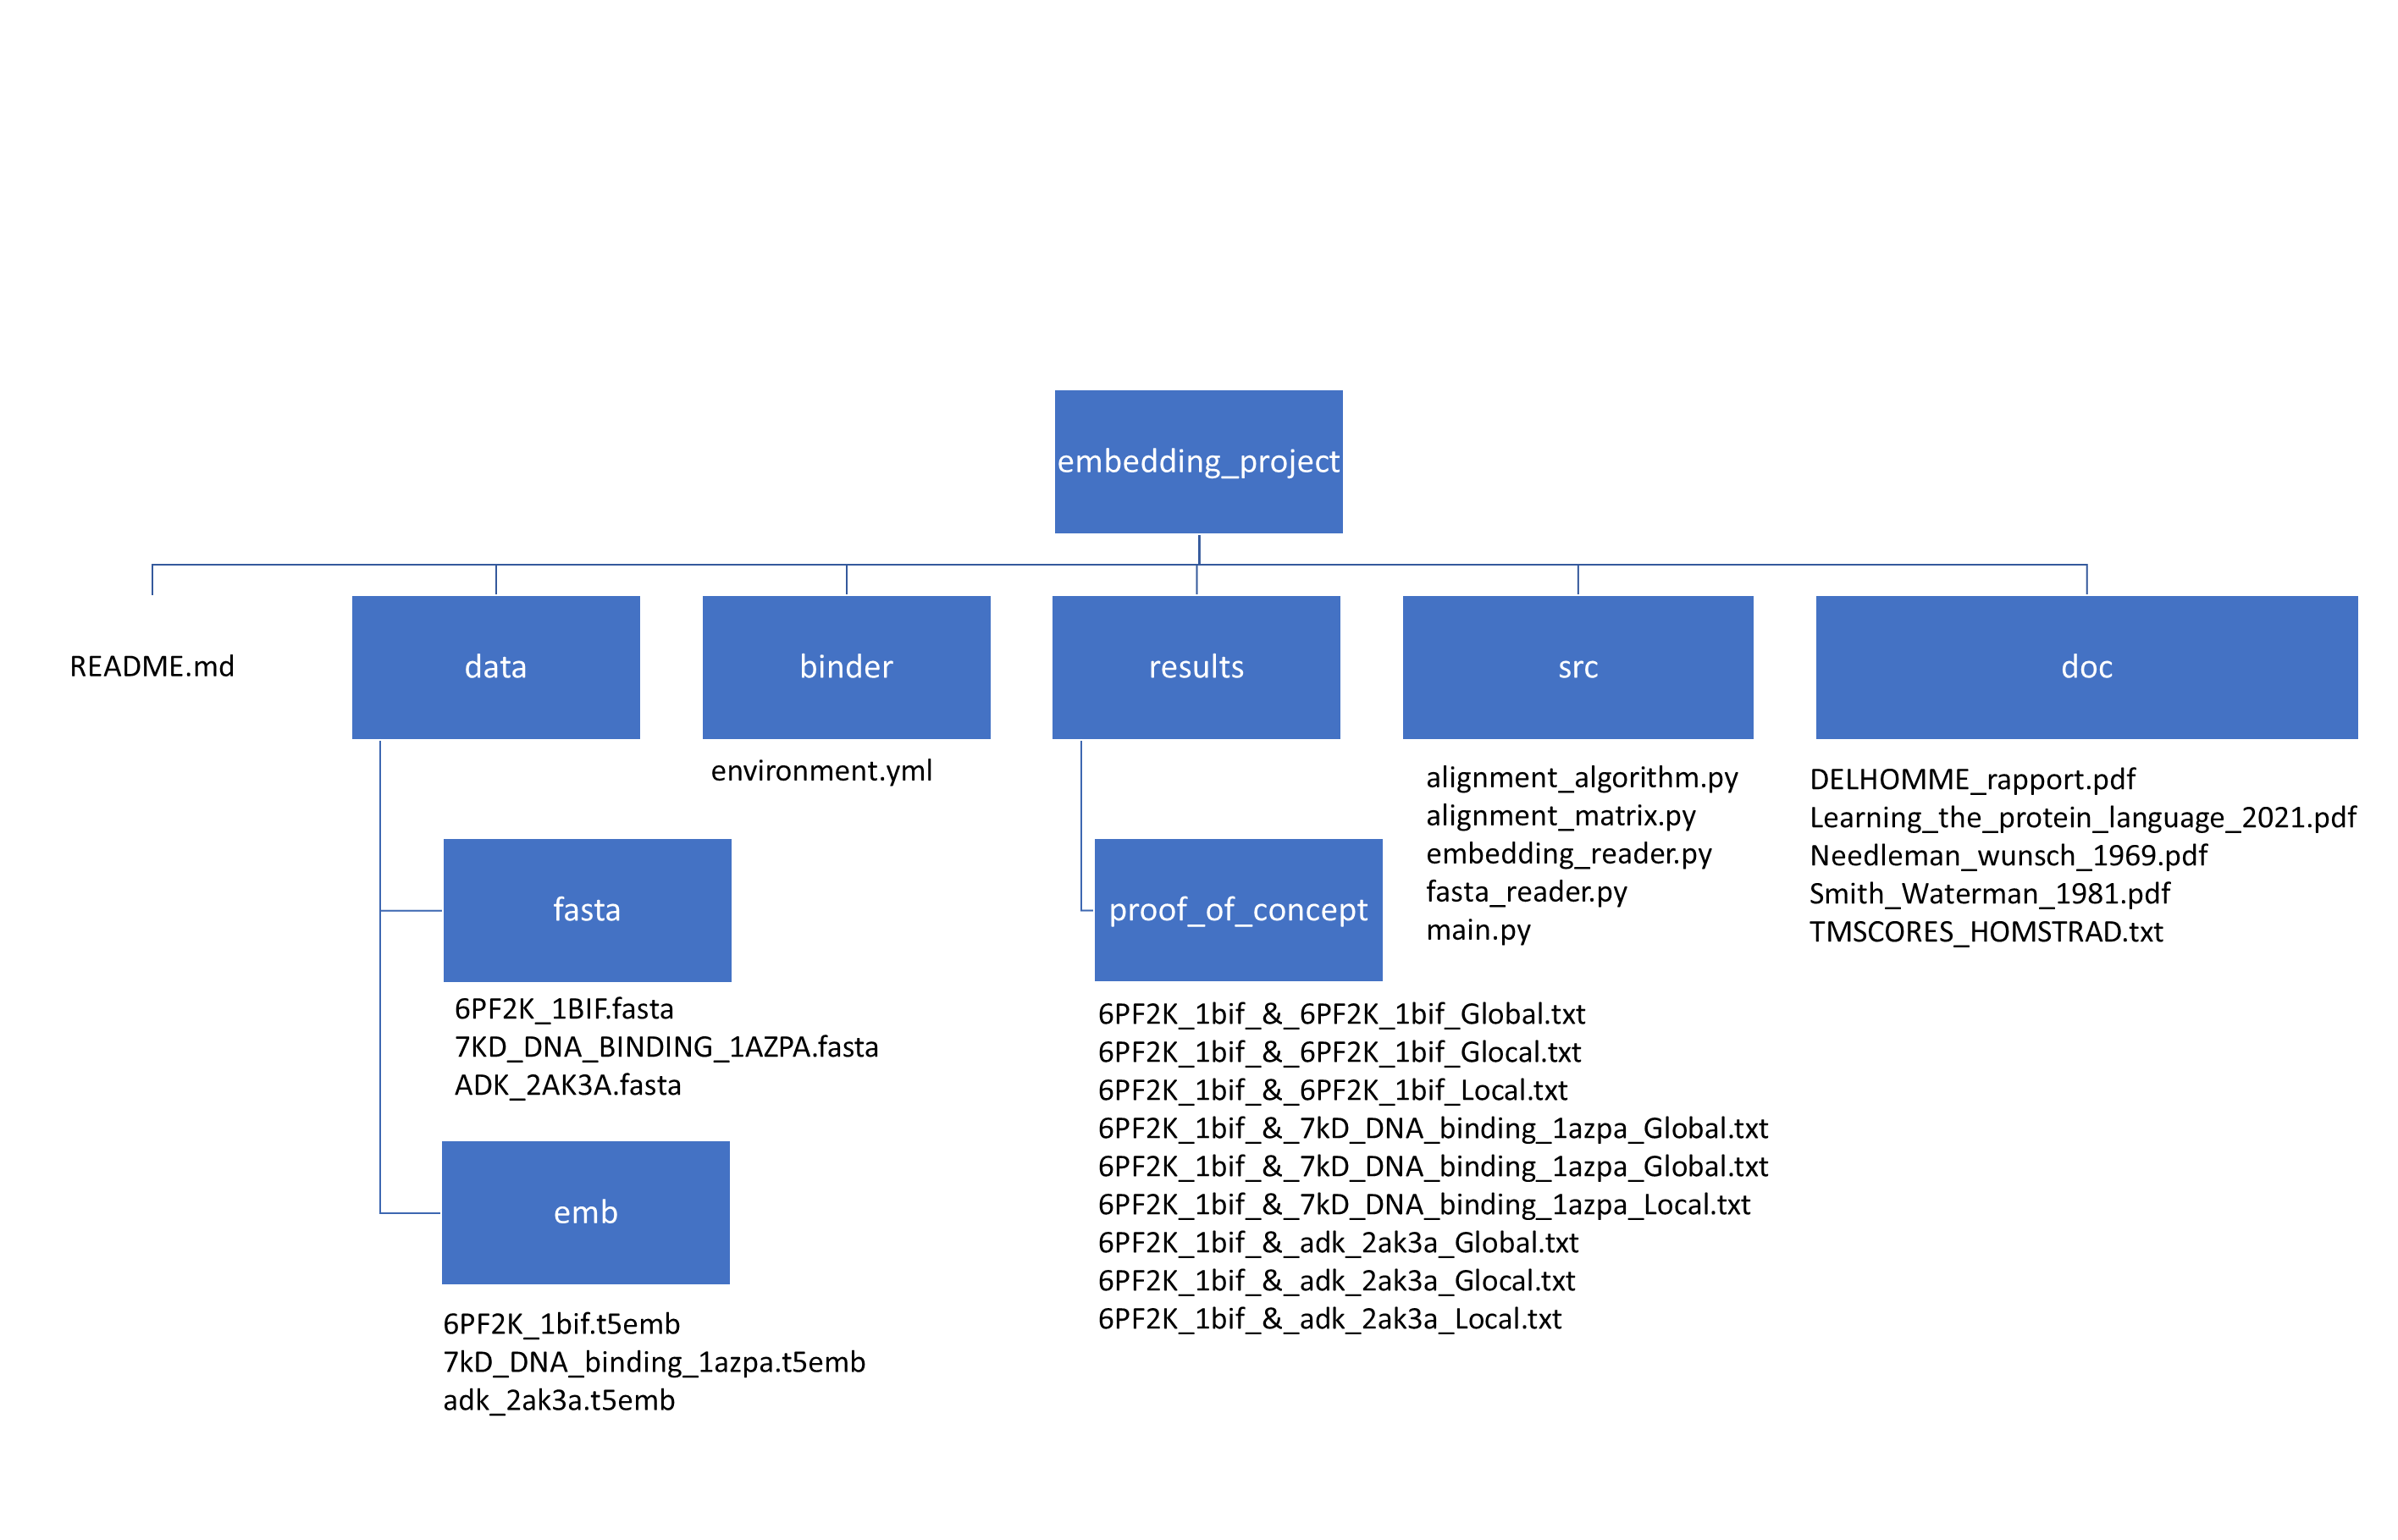 embedding_project
README.md
data
binder
results
src
doc
environment.yml
fasta
6PF2K_1BIF.fasta
7KD_DNA_BINDING_1AZPA.fasta
ADK_2AK3A.fasta
emb
6PF2K_1bif.t5emb
7kD_DNA_binding_1azpa.t5emb
adk_2ak3a.t5emb
proof_of_concept
6PF2K_1bif_&_6PF2K_1bif_Global.txt
6PF2K_1bif_&_6PF2K_1bif_Glocal.txt
6PF2K_1bif_&_6PF2K_1bif_Local.txt
6PF2K_1bif_&_7kD_DNA_binding_1azpa_Global.txt
6PF2K_1bif_&_7kD_DNA_binding_1azpa_Global.txt
6PF2K_1bif_&_7kD_DNA_binding_1azpa_Local.txt
6PF2K_1bif_&_adk_2ak3a_Global.txt
6PF2K_1bif_&_adk_2ak3a_Glocal.txt
6PF2K_1bif_&_adk_2ak3a_Local.txt
alignment_algorithm.py
alignment_matrix.py
embedding_reader.py
fasta_reader.py
main.py
DELHOMME_rapport.pdf
Learning_the_protein_language_2021.pdf
Needleman_wunsch_1969.pdf
Smith_Waterman_1981.pdf
TMSCORES_HOMSTRAD.txt